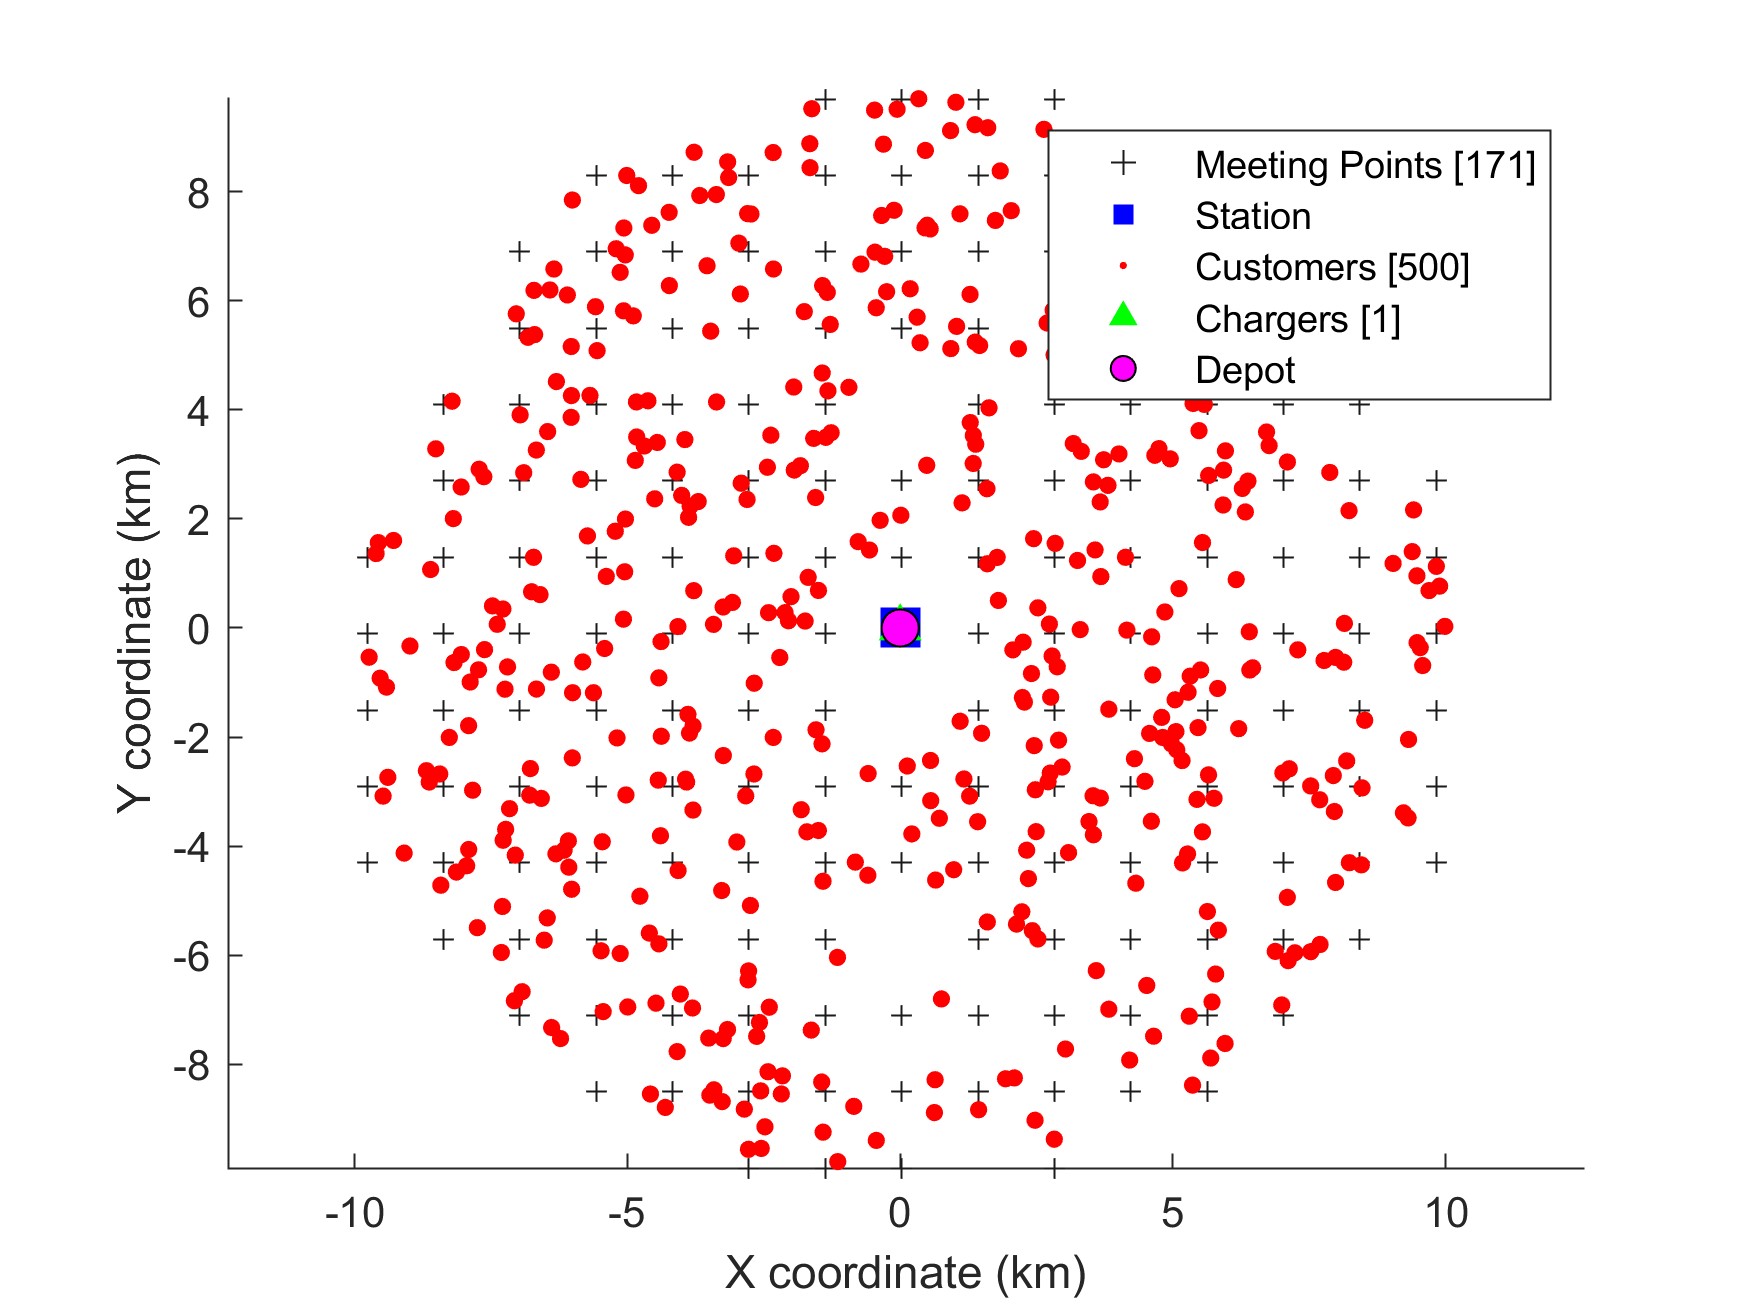 Meeting Points [171]
Station
Customers [500]
Chargers [1]
Depot
8
6
4
2
0
-2
-4
-6
-8
Y coordinate (km)
-10 -5 0 5 10
X coordinate (km)